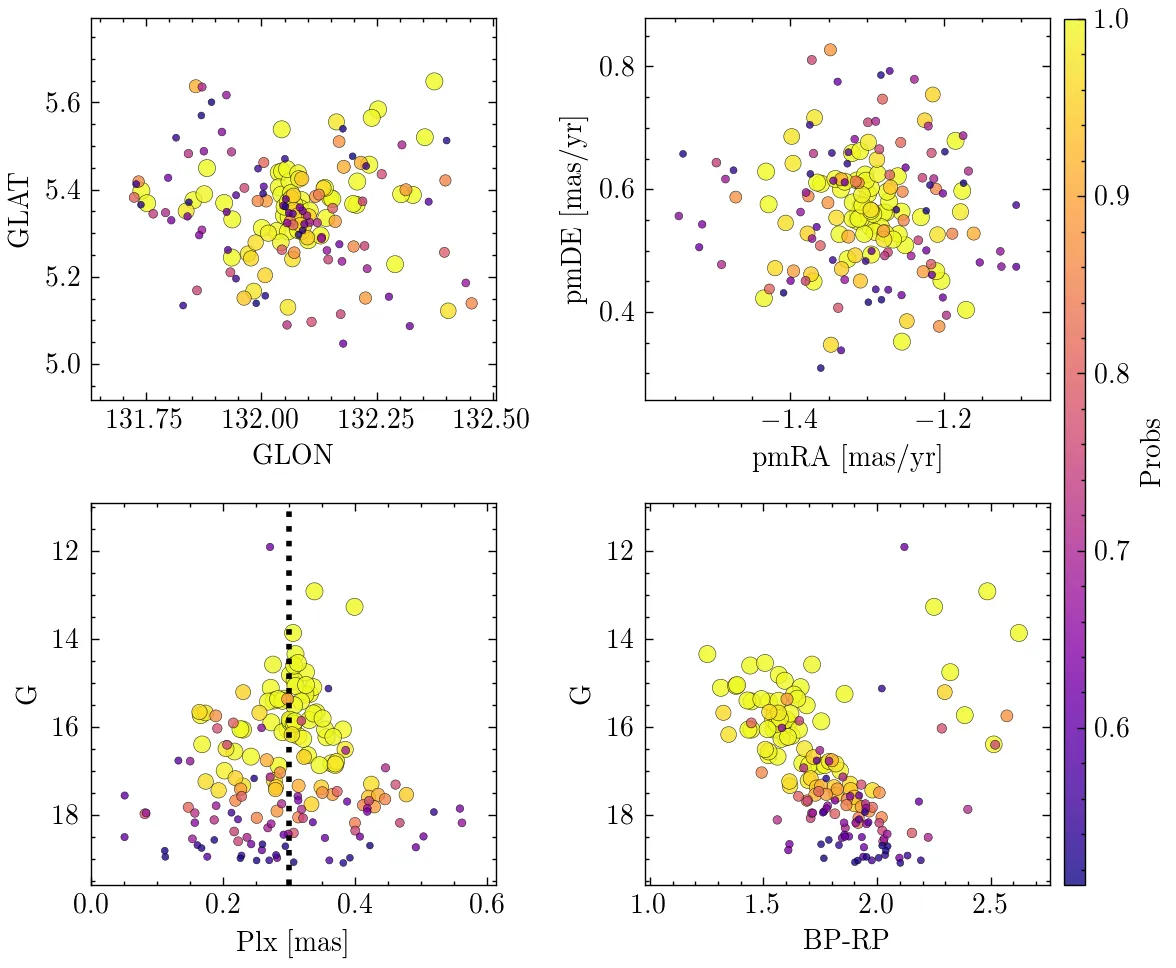 5.6
5.4
5.2
5.0
GLAT
131.75 132.00 132.25 132.50
GLON
0.8
0.6
0.4
pmDE [mas/yr]
−1.4 −1.2
pmRA [mas/yr]
1.0
0.9
0.8
0.7
0.6
Probs
12
14
16
18
G
0.0 0.2 0.4 0.6
Plx [mas]
12
14
16
18
G
1.0 1.5 2.0 2.5
BP-RP